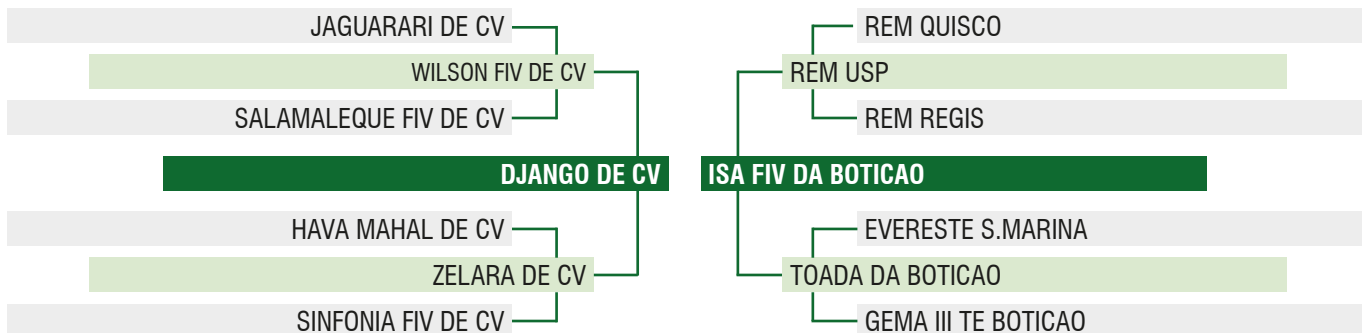 JAGUARARI DE CV
WILSON FIV DE CV
SALAMALEQUE FIV DE CV
DJANGO DE CV
HAVA MAHAL DE CV
ZELARA DE CV
SINFONIA FIV DE CV
REM QUISCO
REM USP
REM REGIS
ISA FIV DA BOTICAO
EVERESTE S.MARINA
TOADA DA BOTICAO
GEMA III TE BOTICAO